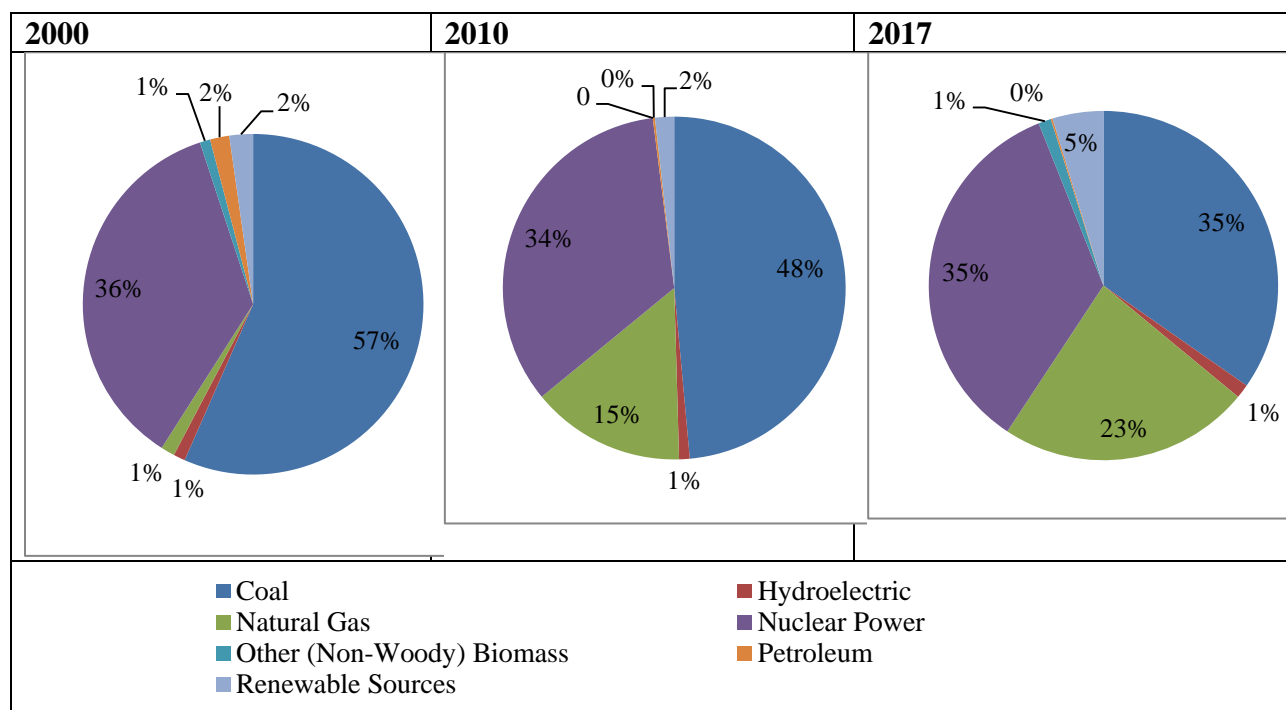 2000 2010 2017
1% 2% 2%
36% 57%
1% 1%
0 0% 2%
34% 48%
15%
1%
1% 0%
5%
35% 35%
23% 1%
Coal Hydroelectric
Natural Gas Nuclear Power
Other (Non-Woody) Biomass Petroleum
Renewable Sources